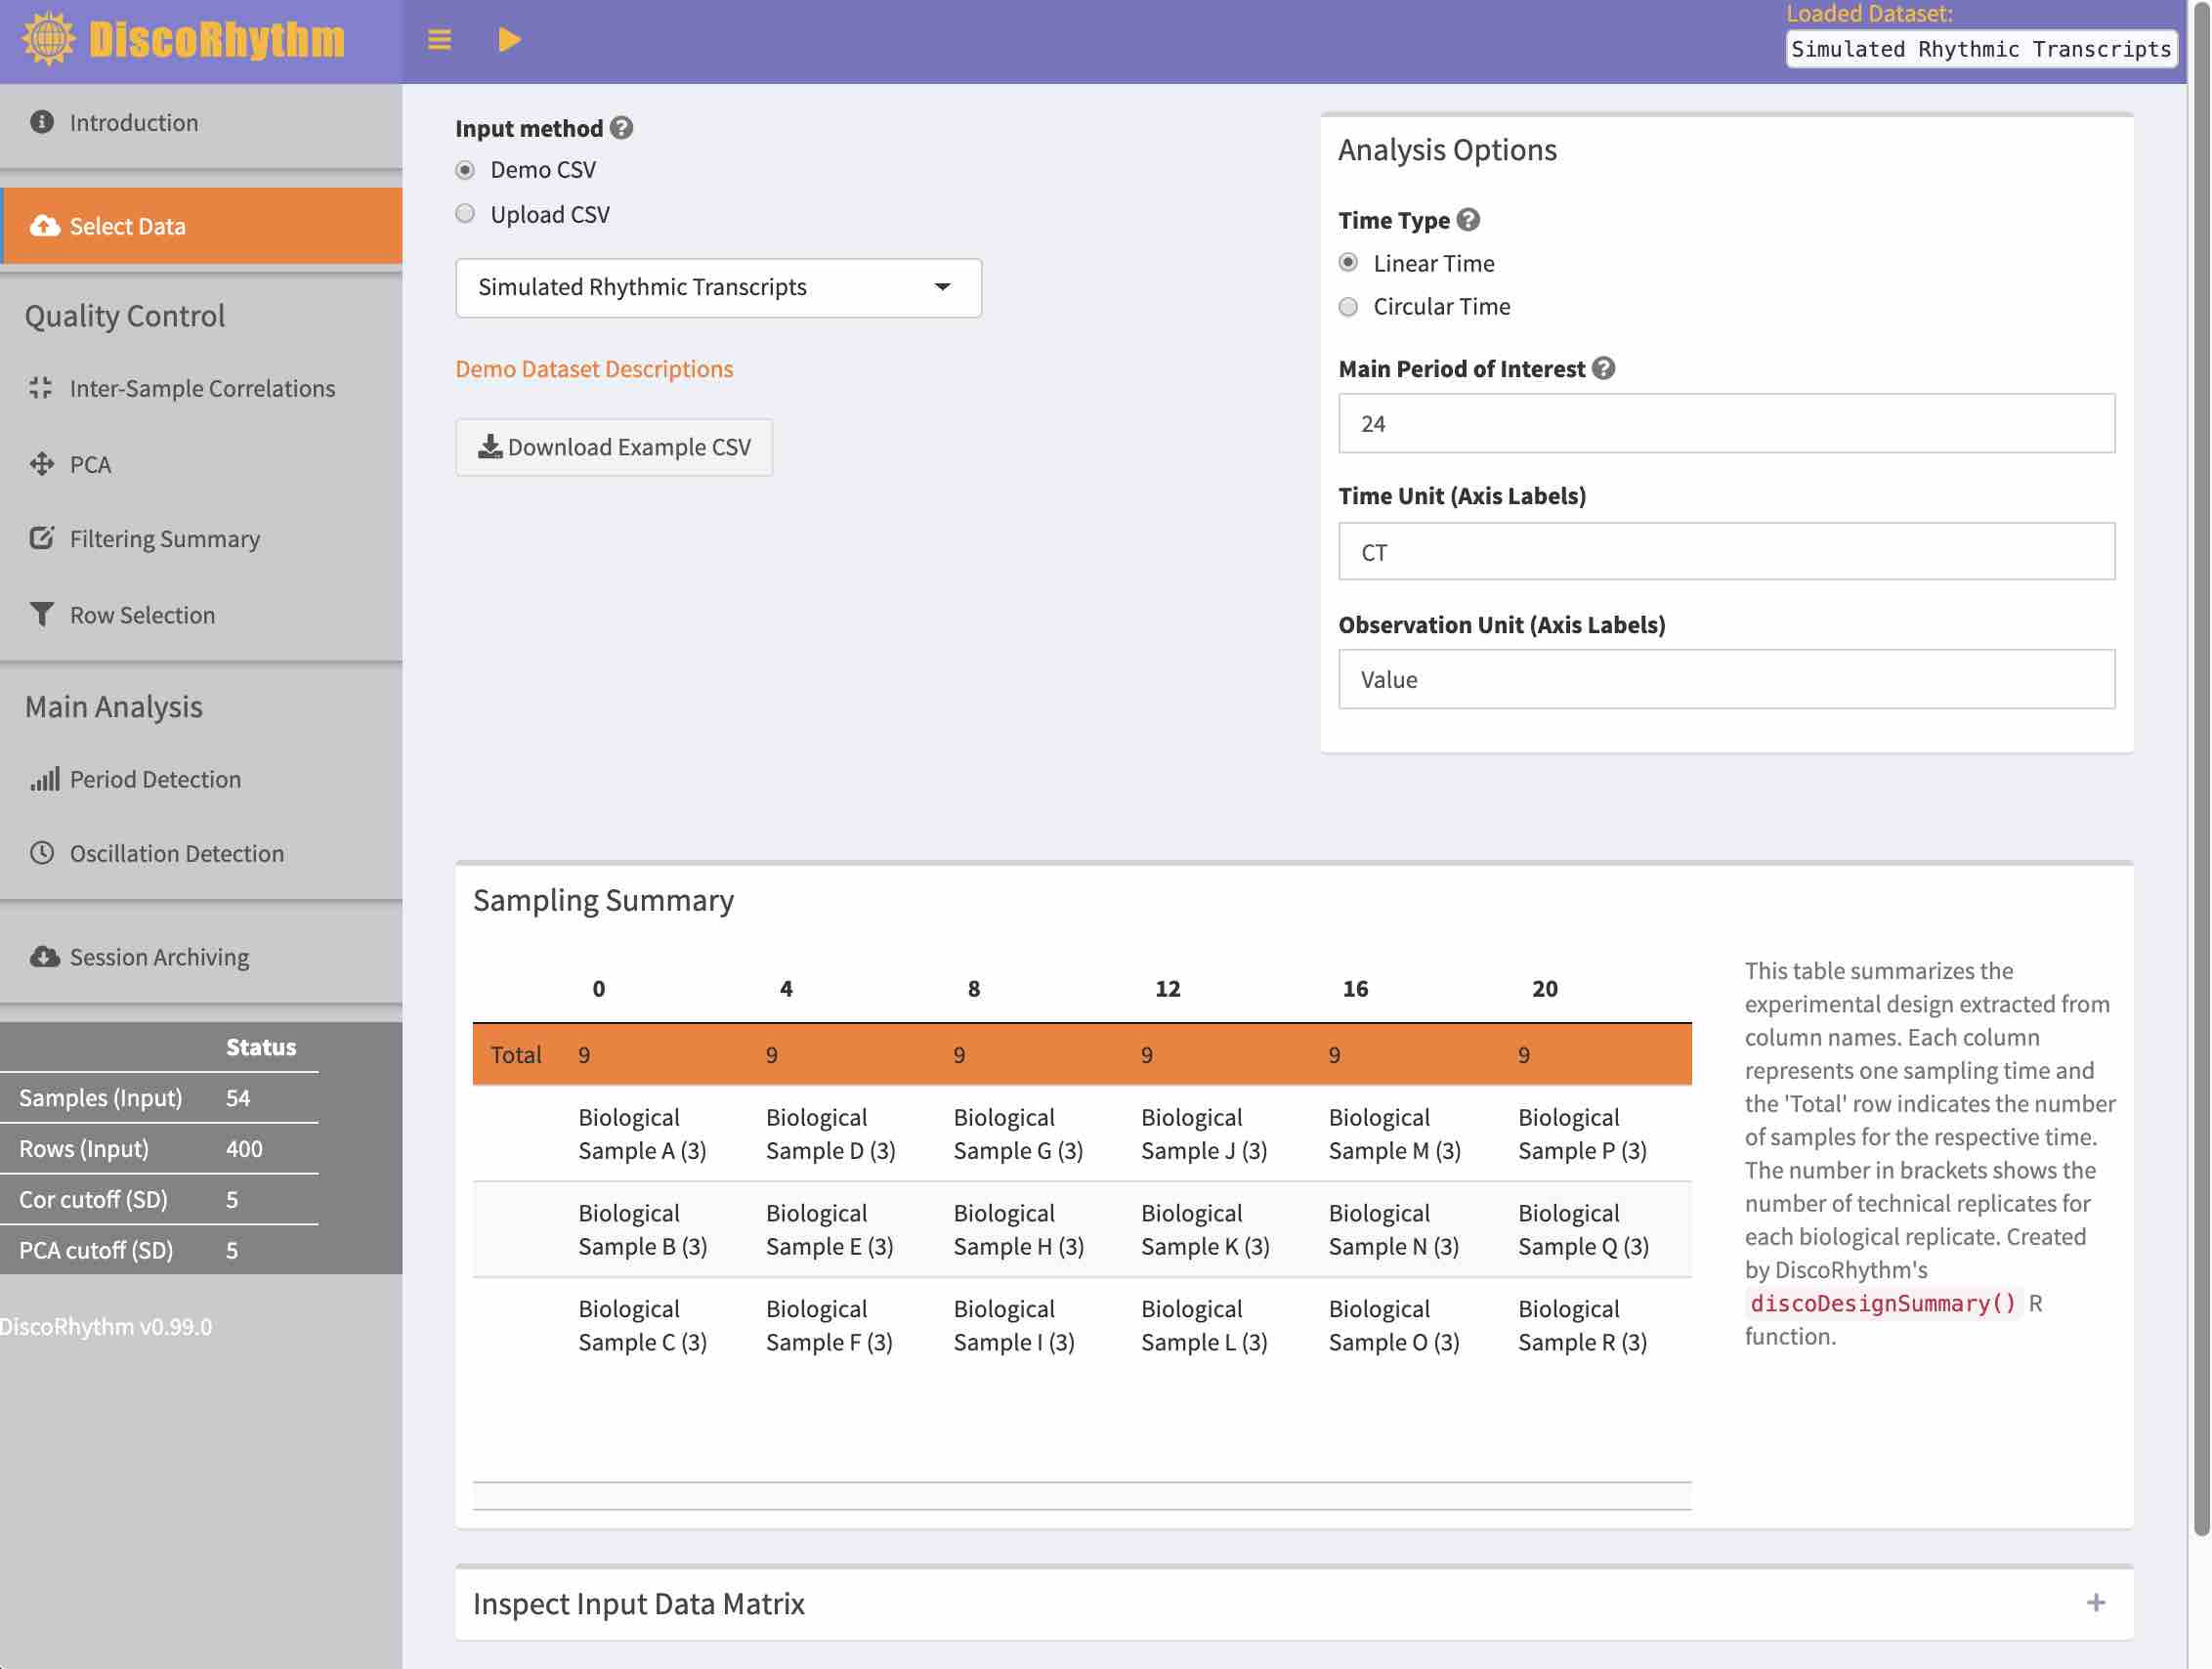 DiscoRhythm
Loaded Dataset:
Simulated Rhythmic Transcripts
Introduction
Select Data
Quality Control
Inter-Sample Correlations
PCA
Filtering Summary
Row Selection
Main Analysis
Period Detection
Oscillation Detection
Session Archiving
Status
Samples (Input) 54
Rows (Input) 400
Cor cutoff (SD) 5
PCA cutoff (SD) 5
DiscoRhythm v0.99.0
Input method
Demo CSV
Upload CSV
Simulated Rhythmic Transcripts
Demo Dataset Descriptions
Download Example CSV
Analysis Options
Time Type
Linear Time
Circular Time
Main Period of Interest
24
Time Unit (Axis Labels)
CT
Observation Unit (Axis Labels)
Value
Sampling Summary
0 4 8 12 16 20
Total 9 9 9 9 9 9
Biological Biological Biological Biological Biological Biological
Sample A (3) Sample D (3) Sample G (3) Sample J (3) Sample M (3) Sample P (3)
Biological Biological Biological Biological Biological Biological
Sample B (3) Sample E (3) Sample H (3) Sample K (3) Sample N (3) Sample Q (3)
Biological Biological Biological Biological Biological Biological
Sample C (3) Sample F (3) Sample I (3) Sample L (3) Sample O (3) Sample R (3)
This table summarizes the
experimental design extracted from
column names. Each column
represents one sampling time and
the 'Total' row indicates the number
of samples for the respective time.
The number in brackets shows the
number of technical replicates for
each biological replicate. Created
by DiscoRhythm's
discoDesignSummary() R
function.
Inspect Input Data Matrix